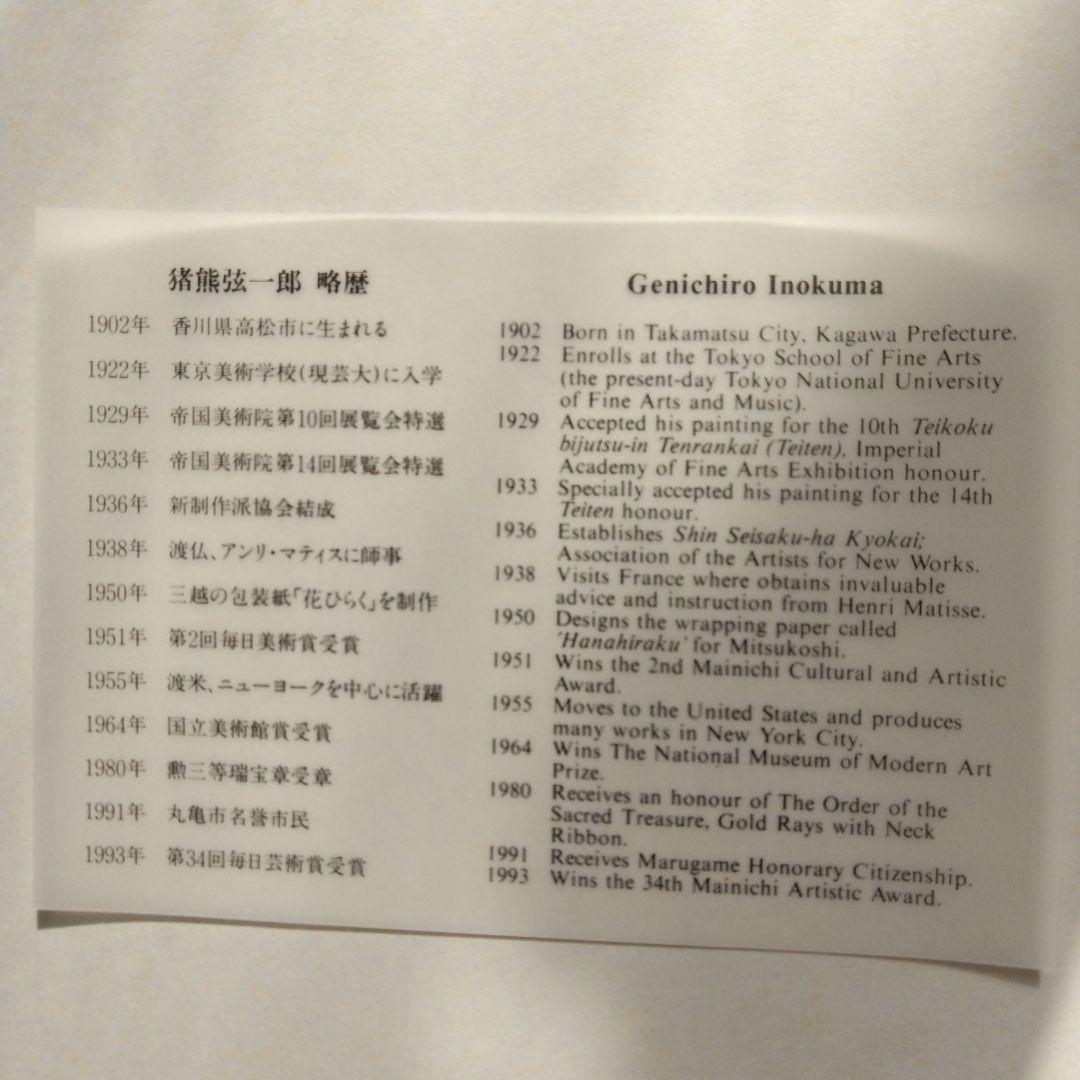 猪熊弦一郎 略歴
1902年 香川県高松市に生まれる
1922年 東京美術学校(現芸大)に入学
1929年 帝国美術院第10回展覧会特選
1933年 帝国美術院第14回展覧会特選
1936年 新制作派協会結成
1938年 渡仏、アンリ・マティスに師事
1950年 三越の包装紙「花ひらく」を制作
1951年 第2回毎日美術賞受賞
1955年 渡米、ニューヨークを中心に活躍
1964年 国立美術館賞受賞
1980年 勲三等瑞宝章受章
1991年 丸亀市名誉市民
1993年 第34回毎日芸術賞受賞
Genichiro Inokuma
1902 Born in Takamatsu City, Kagawa Prefecture.
1922 Enrolls at the Tokyo School of Fine Arts
(the present-day Tokyo National University
of Fine Arts and Music).
1929 Accepted his painting for the 10th Teikoku
bijutsu-in Tenrankai (Teiten), Imperial
Academy of Fine Arts Exhibition honour.
1933 Specially accepted his painting for the 14th
Teiten honour.
1936 Establishes Shin Seisaku-ha Kyokai;
Association of the Artists for New Works.
1938 Visits France where obtains invaluable
advice and instruction from Henri Matisse.
1950 Designs the wrapping paper called
'Hanahiraku' for Mitsukoshi.
1951 Wins the 2nd Mainichi Cultural and Artistic
Award.
1955 Moves to the United States and produces
many works in New York City.
1964 Wins The National Museum of Modern Art
Prize.
1980 Receives an honour of The Order of the
Sacred Treasure, Gold Rays with Neck
Ribbon.
1991 Receives Marugame Honorary Citizenship.
1993 Wins the 34th Mainichi Artistic Award.